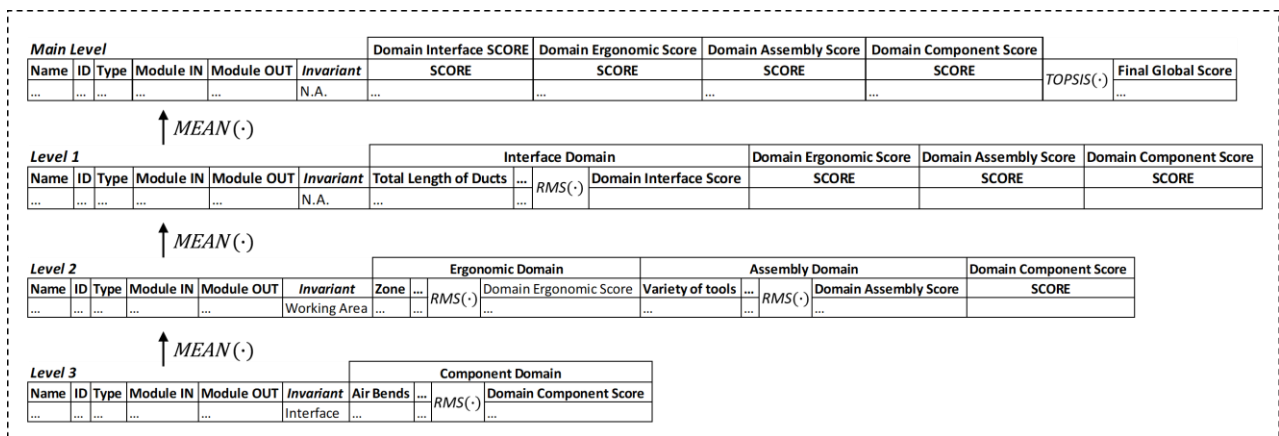 Main Level Domain Interface SCORE Domain Ergonomic Score Domain Assembly Score Domain Component Score
Name ID Type Module IN Module OUT Invariant SCORE SCORE SCORE SCORE TOPSIS(·) Final Global Score
... ... ... ... ... N.A. ... ... ... ... ...
MEAN(·)
Level 1 Interface Domain Domain Ergonomic Score Domain Assembly Score Domain Component Score
Name ID Type Module IN Module OUT Invariant Total Length of Ducts ... RMS(·) Domain Interface Score SCORE SCORE SCORE
... ... ... ... ... N.A. ... ... ...
MEAN(·)
Level 2 Ergonomic Domain Assembly Domain Domain Component Score
Name ID Type Module IN Module OUT Invariant Zone ... RMS(·) Domain Ergonomic Score Variety of tools ... RMS(·) Domain Assembly Score SCORE
... ... ... ... ... Working Area ... ... ... ... ... ...
MEAN(·)
Level 3 Component Domain
Name ID Type Module IN Module OUT Invariant Air Bends ... RMS(·) Domain Component Score
... ... ... ... ... Interface ... ... ...